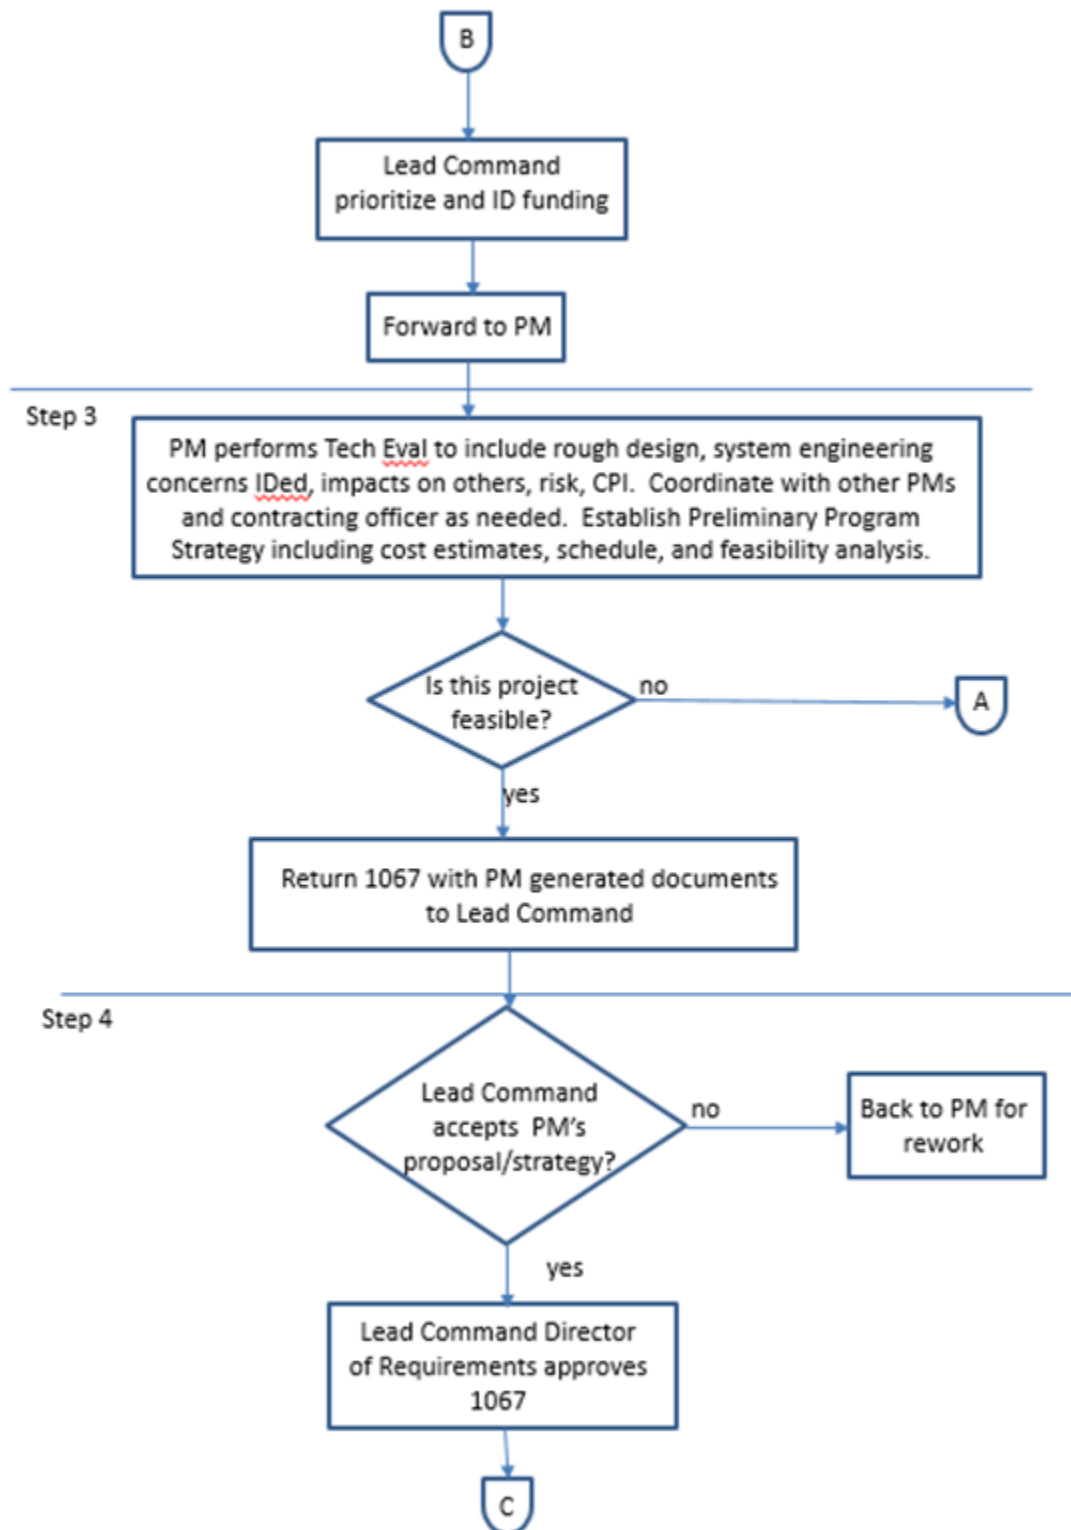 B
Lead Command
prioritize and ID funding
Forward to PM
Step 3
PM performs Tech Eval to include rough design, system engineering
concerns IDed, impacts on others, risk, CPI.  Coordinate with other PMs
and contracting officer as needed.  Establish Preliminary Program
Strategy including cost estimates, schedule, and feasibility analysis.
Is this project
feasible?
no
A
yes
Return 1067 with PM generated documents
to Lead Command
Step 4
Lead Command
accepts  PM's
proposal/strategy?
no
Back to PM for
rework
yes
Lead Command Director
of Requirements approves
1067
C